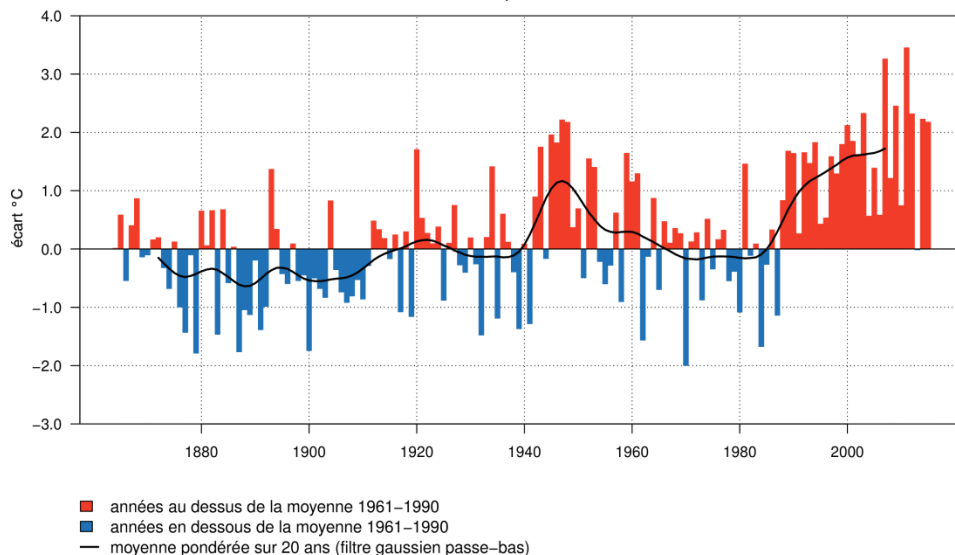 4.0
3.0
2.0
1.0
0.0
−1.0
−2.0
−3.0
écart °C
1880 1900 1920 1940 1960 1980 2000
années au dessus de la moyenne 1961−1990
années en dessous de la moyenne 1961−1990
moyenne pondérée sur 20 ans (filtre gaussien passe−bas)